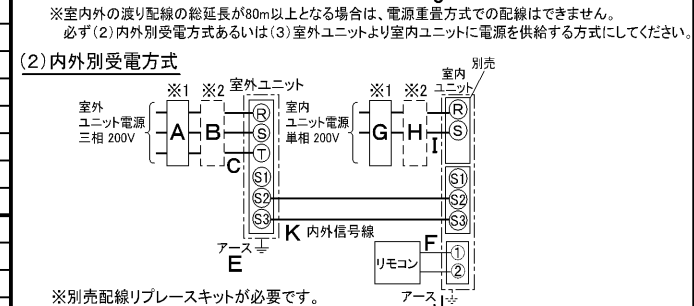 ※室内外の渡り配線の総延長が80m以上となる場合は、電源重畳方式での配線はできません。
必ず(2)内外別受電方式あるいは(3)室外ユニットより室内ユニットに電源を供給する方式にしてください。
(2)内外別受電方式
別売
※1 ※2 室外ユニット
※1 ※2 室内ユニット
室外
ユニット電源
三相 200V
A
B
C
R
S
T
S1
S2
S3
室内
ユニット電源
単相 200V
G
H
I
R
S
S1
S2
S3
K 内外信号線
アース
E
F
リモコン
①
②
※別売配線リプレースキットが必要です。
アース